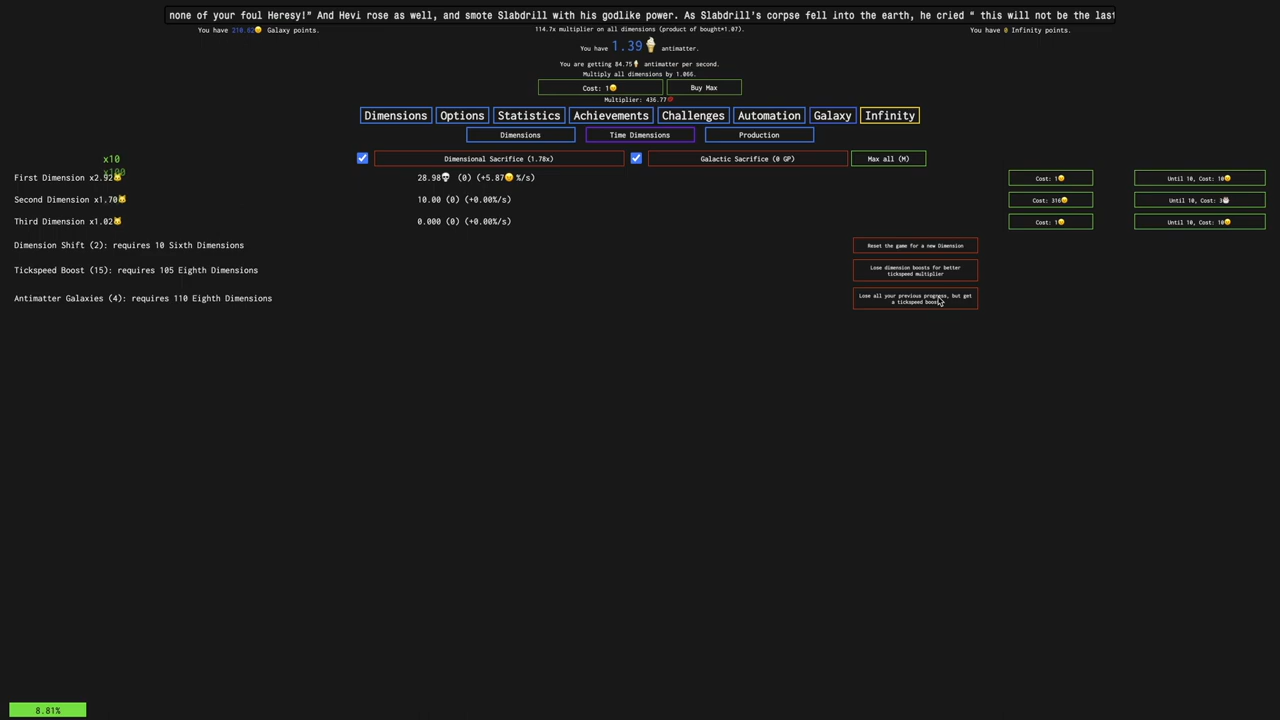 none of your foul Heresy!" And Hevi rose as well, and smote Slabdrill with his godlike power. As Slabdrill's corpse fell into the earth, he cried " this will not be the last
You have 210.02😠 Galaxy points.
114.7x multiplier on all dimensions (product of bought*1.07).
You have 0 Infinity points.
You have 1.39🍦 antimatter.
You are getting 84.75🍦 antimatter per second.
Multiply all dimensions by 1.066.
Cost: 1😠 Buy Max
Multiplier: 436.77
Dimensions Options Statistics Achievements Challenges Automation Galaxy Infinity
Dimensions Time Dimensions Production
Dimensional Sacrifice (1.78x) Galactic Sacrifice (0 GP) Max all (M)
x10
x100
First Dimension x2.92🐱 28.98💀 (0) (+5.87😠 %/s) Cost: 1😠 Until 10, Cost: 10😠
Second Dimension x1.70🐱 10.00 (0) (+0.00%/s) Cost: 316😠 Until 10, Cost: 3
Third Dimension x1.02🐱 0.000 (0) (+0.00%/s) Cost: 1😠 Until 10, Cost: 10😠
Dimension Shift (2): requires 10 Sixth Dimensions Reset the game for a new Dimension
Tickspeed Boost (15): requires 105 Eighth Dimensions Lose dimension boosts for better
tickspeed multiplier
Antimatter Galaxies (4): requires 110 Eighth Dimensions Lose all your previous progress, but get
a tickspeed boost
8.81%